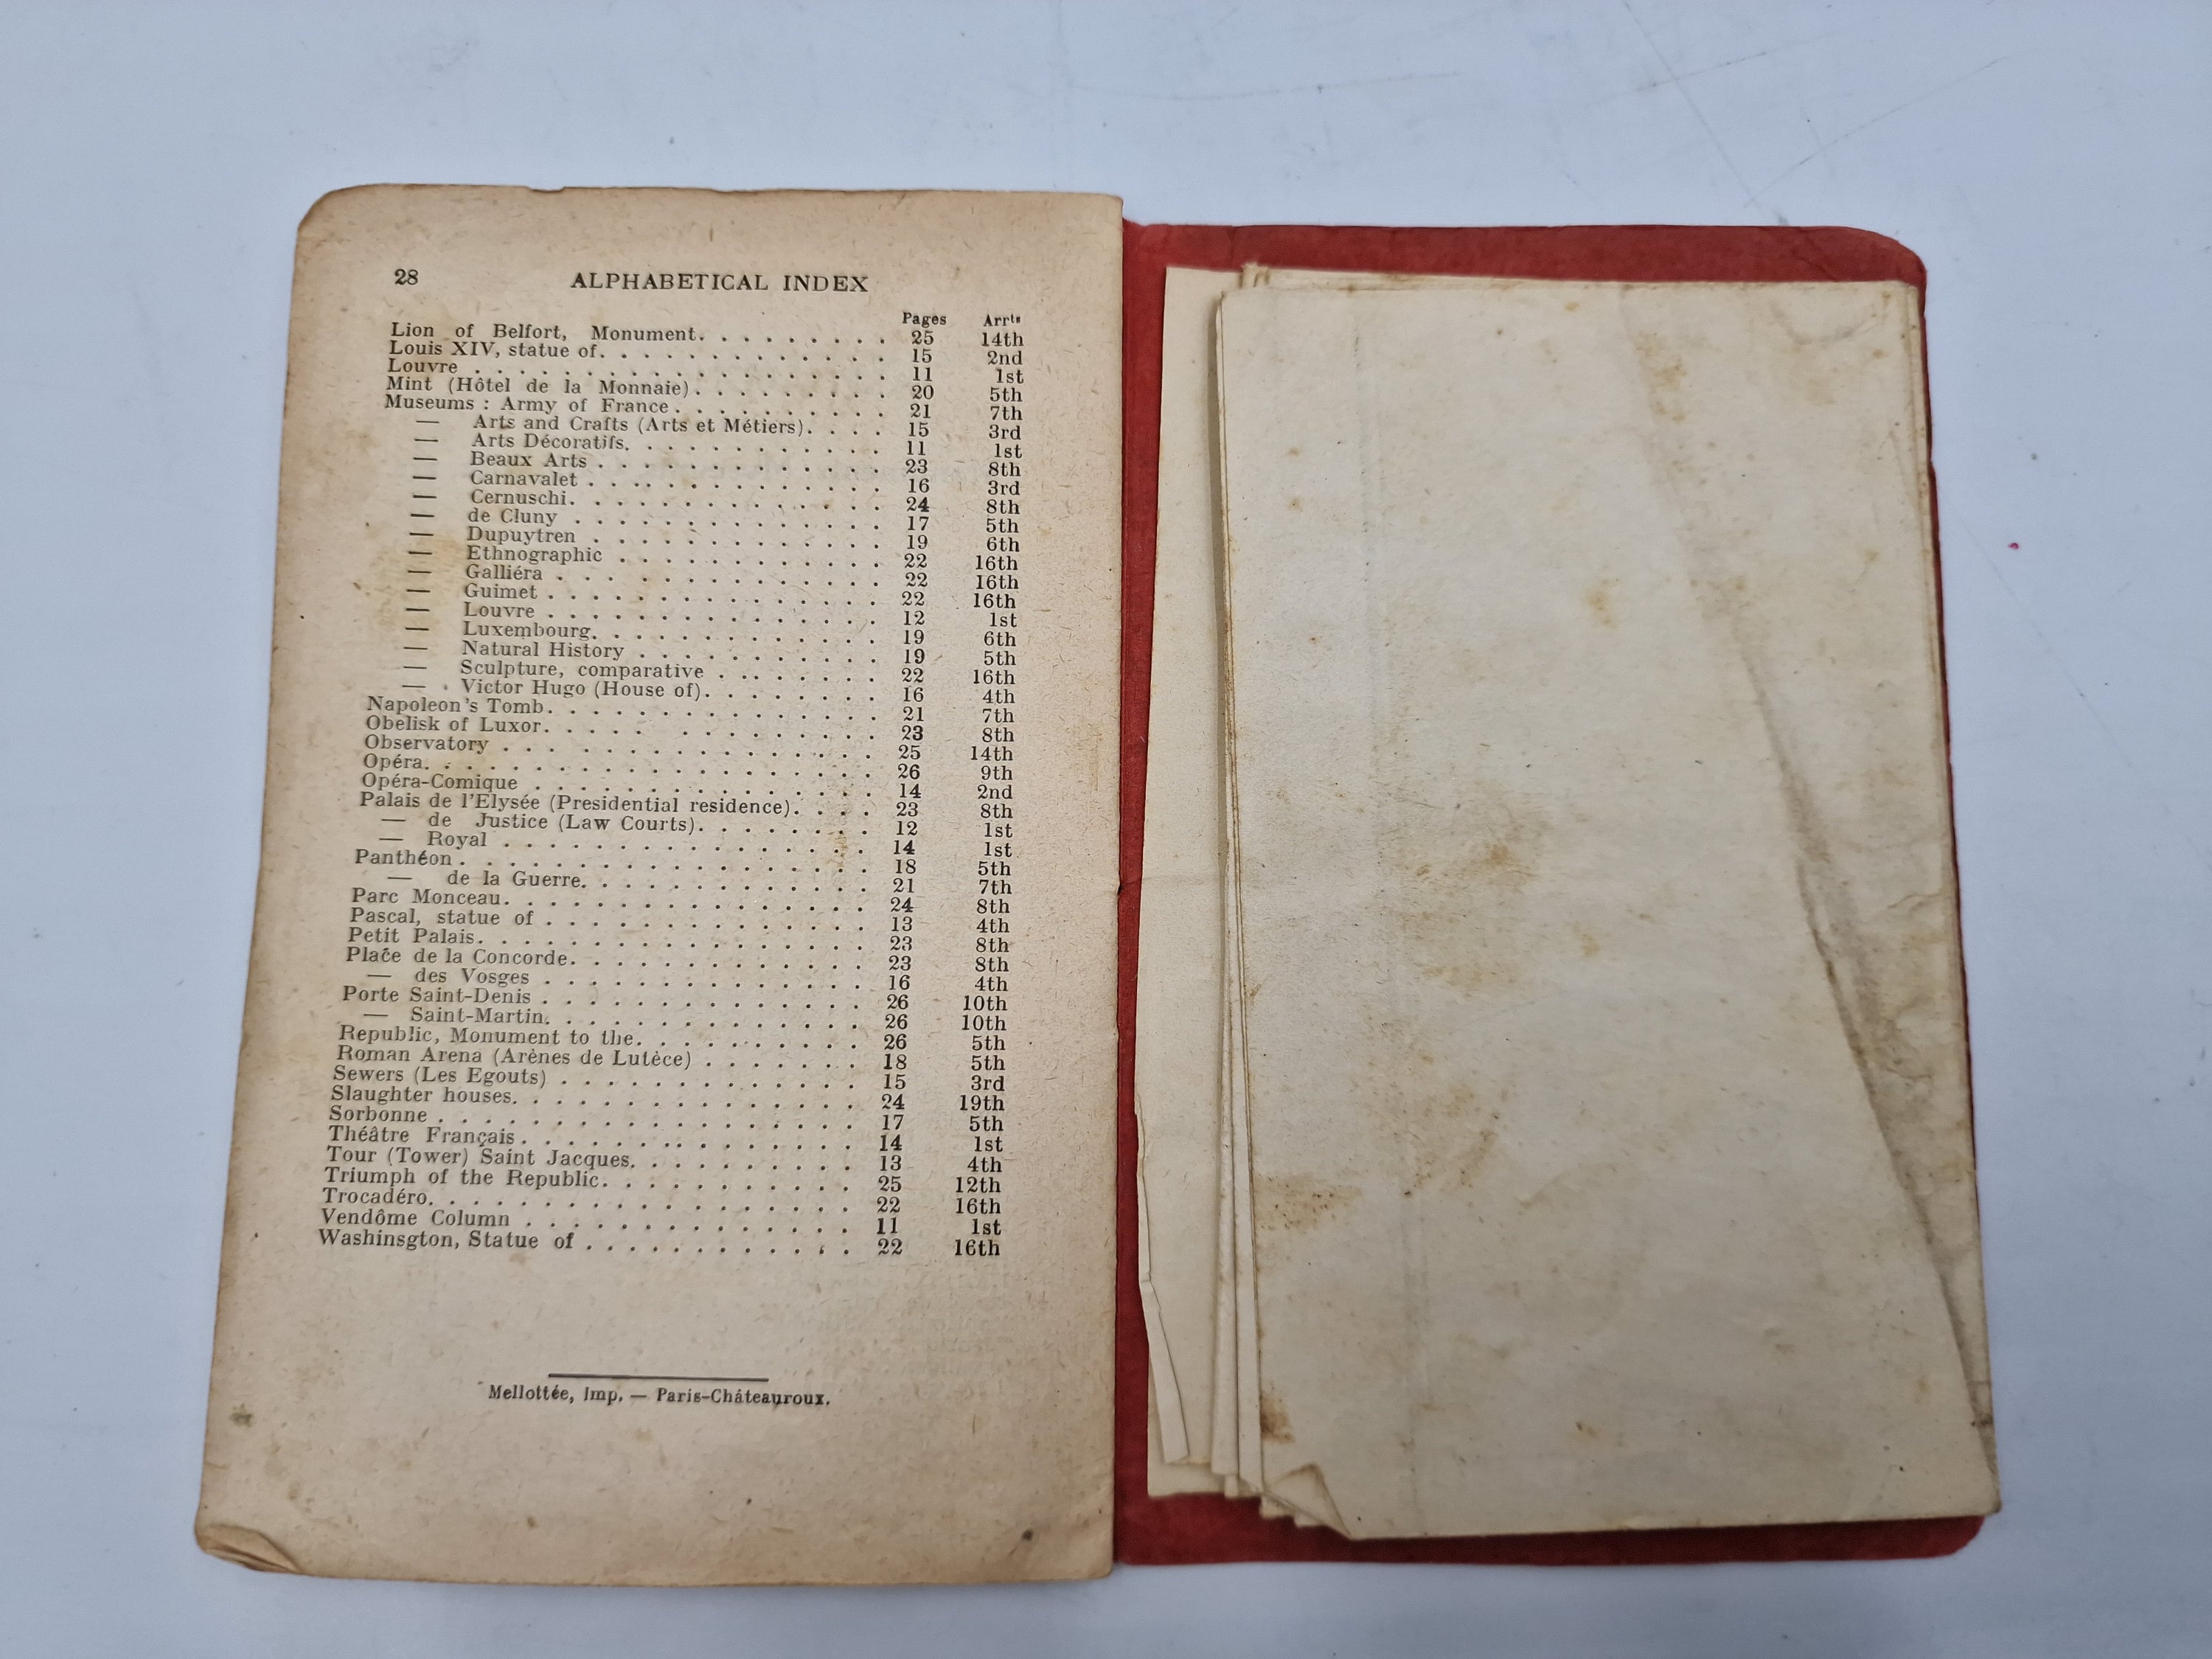 28 ALPHABETICAL INDEX
Pages Arrts
Lion of Belfort, Monument. . . . . . . . . 25 14th
Louis XIV, statue of. . . . . . . . . . . . . 15 2nd
Louvre . . . . . . . . . . . . . . . . . . 11 1st
Mint (Hôtel de la Monnaie). . . . . . . . . 20 5th
Museums : Army of France. . . . . . . . . . 21 7th
— Arts and Crafts (Arts et Métiers). . . . 15 3rd
— Arts Décoratifs. . . . . . . . . . . . 11 1st
— Beaux Arts . . . . . . . . . . . . . 23 8th
— Carnavalet . . . . . . . . . . . . . 16 3rd
— Cernuschi. . . . . . . . . . . . . . 24 8th
— de Cluny . . . . . . . . . . . . . . 17 5th
— Dupuytren . . . . . . . . . . . . . 19 6th
— Ethnographic . . . . . . . . . . . . 22 16th
— Galliéra . . . . . . . . . . . . . . 22 16th
— Guimet . . . . . . . . . . . . . . . 22 16th
— Louvre . . . . . . . . . . . . . . . 12 1st
— Luxembourg. . . . . . . . . . . . . 19 6th
— Natural History . . . . . . . . . . . 19 5th
— Sculpture, comparative . . . . . . . 22 16th
— Victor Hugo (House of). . . . . . . . 16 4th
Napoleon's Tomb. . . . . . . . . . . . . . . 21 7th
Obelisk of Luxor. . . . . . . . . . . . . . 23 8th
Observatory . . . . . . . . . . . . . . . . 25 14th
Opéra. . . . . . . . . . . . . . . . . . . . 26 9th
Opéra-Comique . . . . . . . . . . . . . . . 14 2nd
Palais de l'Elysée (Presidential residence). . . . 23 8th
— de Justice (Law Courts). . . . . . . . 12 1st
— Royal . . . . . . . . . . . . . . . . 14 1st
Panthéon . . . . . . . . . . . . . . . . . . 18 5th
— de la Guerre. . . . . . . . . . . . . 21 7th
Parc Monceau. . . . . . . . . . . . . . . . 24 8th
Pascal, statue of . . . . . . . . . . . . . . 13 4th
Petit Palais. . . . . . . . . . . . . . . . . 23 8th
Place de la Concorde. . . . . . . . . . . . . 23 8th
— des Vosges . . . . . . . . . . . . . . 16 4th
Porte Saint-Denis . . . . . . . . . . . . . . 26 10th
— Saint-Martin. . . . . . . . . . . . . . 26 10th
Republic, Monument to the. . . . . . . . . . 26 5th
Roman Arena (Arènes de Lutèce) . . . . . . . 18 5th
Sewers (Les Egouts) . . . . . . . . . . . . . 15 3rd
Slaughter houses. . . . . . . . . . . . . . . 24 19th
Sorbonne . . . . . . . . . . . . . . . . . . 17 5th
Théâtre Français. . . . . . . . . . . . . . . 14 1st
Tour (Tower) Saint Jacques. . . . . . . . . . 13 4th
Triumph of the Republic. . . . . . . . . . . 25 12th
Trocadéro. . . . . . . . . . . . . . . . . . 22 16th
Vendôme Column . . . . . . . . . . . . . . 11 1st
Washinsgton, Statue of . . . . . . . . . . . . 22 16th
Mellottée, Imp. — Paris-Châteauroux.